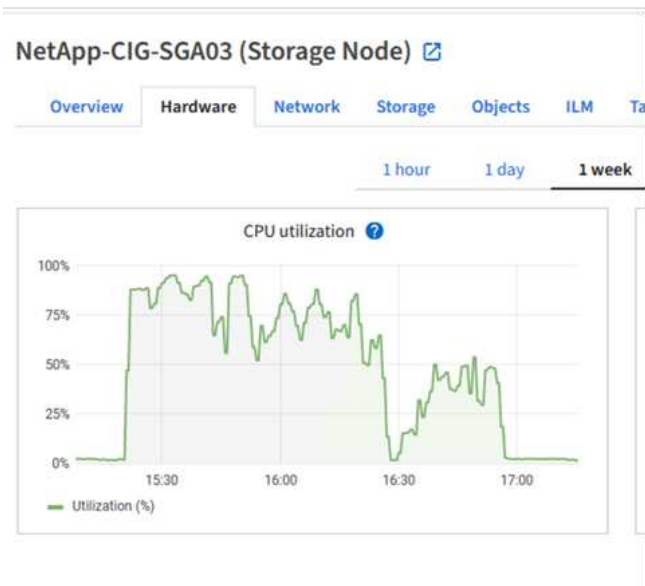 NetApp-CIG-SGA03 (Storage Node)
Overview Hardware Network Storage Objects ILM Ta
1 hour 1 day 1 week
CPU utilization ?
100%
75%
50%
25%
0%
15:30 16:00 16:30 17:00
Utilization (%)